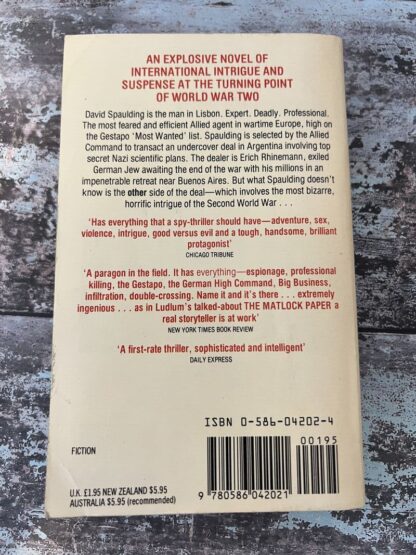 AN EXPLOSIVE NOVEL OF
INTERNATIONAL INTRIGUE AND
SUSPENSE AT THE TURNING POINT
OF WORLD WAR TWO
David Spaulding is the man in Lisbon. Expert. Deadly. Professional.
The most feared and efficient Allied agent in wartime Europe, high on
the Gestapo 'Most Wanted' list. Spaulding is selected by the Allied
Command to transact an undercover deal in Argentina involving top
secret Nazi scientific plans. The dealer is Erich Rhinemann, exiled
German Jew awaiting the end of the war with his millions in an
impenetrable retreat near Buenos Aires. But what Spaulding doesn't
know is the other side of the deal—which involves the most bizarre,
horrific intrigue of the Second World War . . .
'Has everything that a spy-thriller should have—adventure, sex,
violence, intrigue, good versus evil and a tough, handsome, brilliant
protagonist'
CHICAGO TRIBUNE
'A paragon in the field. It has everything—espionage, professional
killing, the Gestapo, the German High Command, Big Business,
infiltration, double-crossing. Name it and it's there . . . extremely
ingenious . . . as in Ludlum's talked-about THE MATLOCK PAPER a
real storyteller is at work'
NEW YORK TIMES BOOK REVIEW
'A first-rate thriller, sophisticated and intelligent'
DAILY EXPRESS
ISBN 0-586-04202-4
00195
FICTION
U.K. £1.95 NEW ZEALAND $5.95
AUSTRALIA $5.95 (recommended)
9 780586 042021